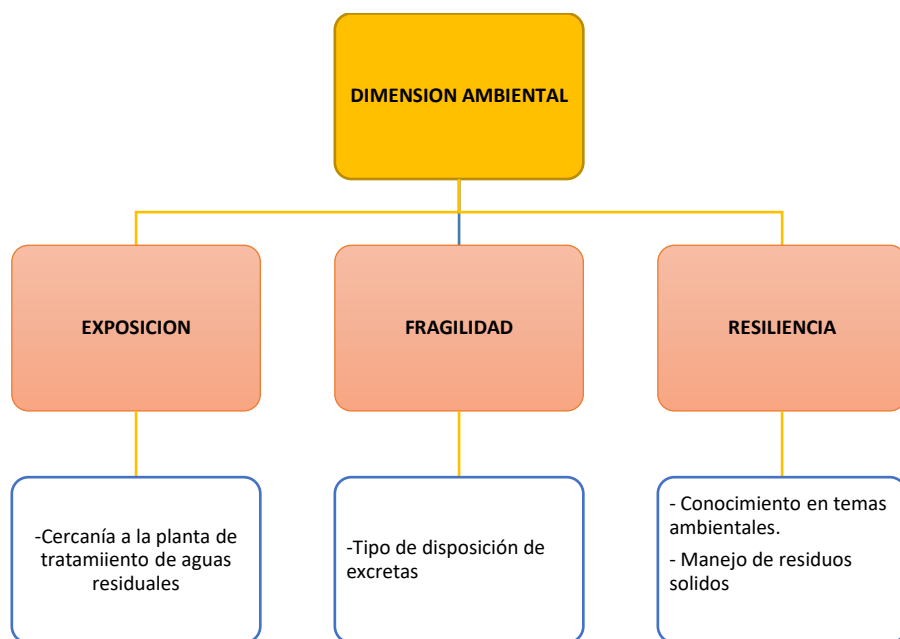 DIMENSION AMBIENTAL
EXPOSICION
FRAGILIDAD
RESILIENCIA
-Cercanía a la planta de
tratamiento de aguas
residuales
-Tipo de disposición de
excretas
- Conocimiento en temas
ambientales.
- Manejo de residuos
solidos